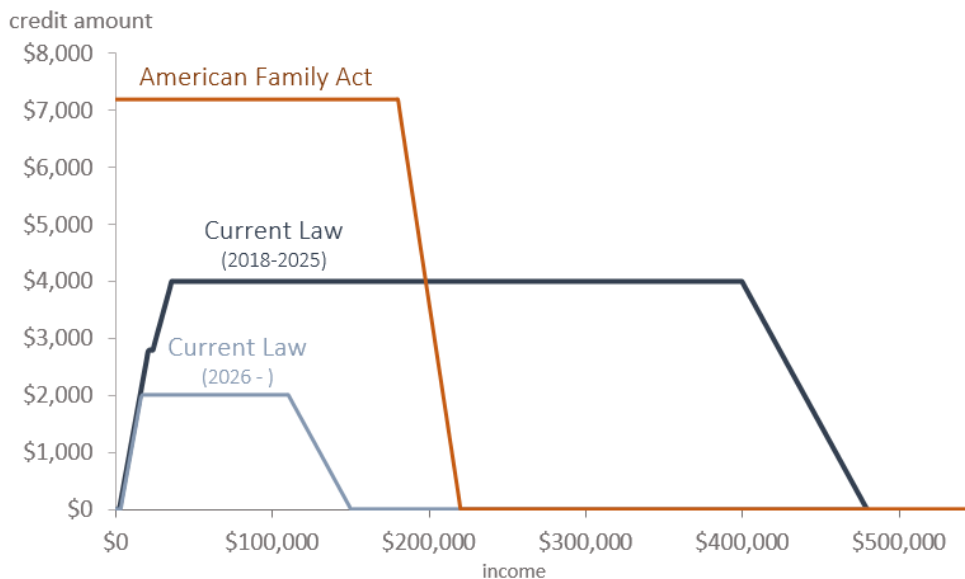 credit amount
$8,000
American Family Act
$7,000
$6,000
$5,000
Current Law
(2018-2025)
$4,000
$3,000
Current Law
(2026 - )
$2,000
$1,000
$0
$0 $100,000 $200,000 $300,000 $400,000 $500,000
income